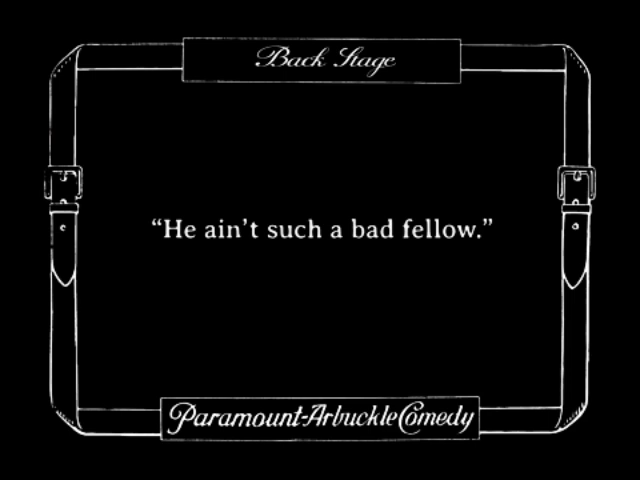 Back Stage
“He ain’t such a bad fellow.”
Paramount-Arbuckle Comedy